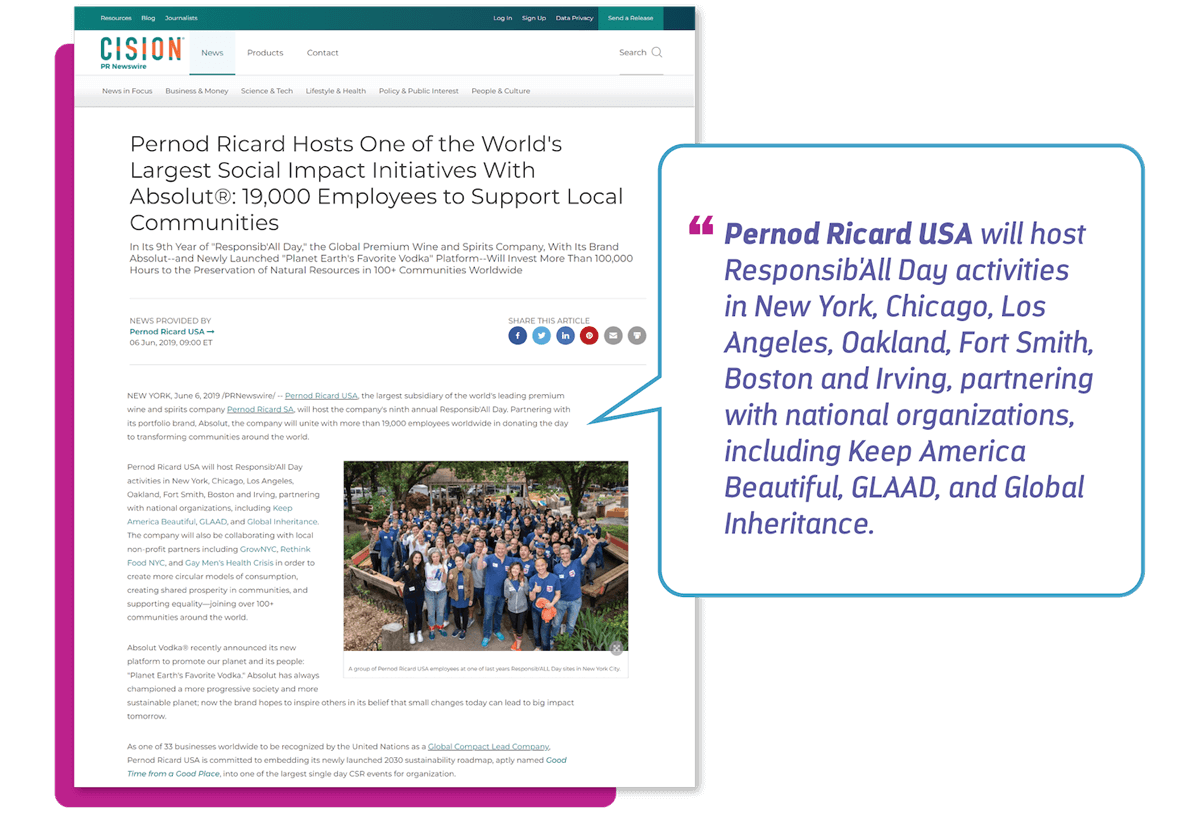 Resources Blog Journalists Log In Sign Up Data Privacy Send a Release
CISION
PR Newswire
News Products Contact Search
News in Focus Business & Money Science & Tech Lifestyle & Health Policy & Public Interest People & Culture
Pernod Ricard Hosts One of the World's
Largest Social Impact Initiatives With
Absolut®: 19,000 Employees to Support Local
Communities
In Its 9th Year of "Responsib'All Day," the Global Premium Wine and Spirits Company, With Its Brand
Absolut--and Newly Launched "Planet Earth's Favorite Vodka" Platform--Will Invest More Than 100,000
Hours to the Preservation of Natural Resources in 100+ Communities Worldwide
NEWS PROVIDED BY
Pernod Ricard USA →
06 Jun, 2019, 09:00 ET
SHARE THIS ARTICLE
NEW YORK, June 6, 2019 /PRNewswire/ -- Pernod Ricard USA, the largest subsidiary of the world's leading premium
wine and spirits company Pernod Ricard SA, will host the company's ninth annual Responsib'All Day. Partnering with
its portfolio brand, Absolut, the company will unite with more than 19,000 employees worldwide in donating the day
to transforming communities around the world.
Pernod Ricard USA will host Responsib'All Day
activities in New York, Chicago, Los Angeles,
Oakland, Fort Smith, Boston and Irving, partnering
with national organizations, including Keep
America Beautiful, GLAAD, and Global Inheritance.
The company will also be collaborating with local
non-profit partners including GrowNYC, Rethink
Food NYC, and Gay Men's Health Crisis in order to
create more circular models of consumption,
creating shared prosperity in communities, and
supporting equality—joining over 100+
communities around the world.
A group of Pernod Ricard USA employees at one of last years Responsib'ALL Day sites in New York City.
Absolut Vodka® recently announced its new
platform to promote our planet and its people:
"Planet Earth's Favorite Vodka." Absolut has always
championed a more progressive society and more
sustainable planet; now the brand hopes to inspire others in its belief that small changes today can lead to big impact
tomorrow.
As one of 33 businesses worldwide to be recognized by the United Nations as a Global Compact Lead Company,
Pernod Ricard USA is committed to embedding its newly launched 2030 sustainability roadmap, aptly named Good
Time from a Good Place, into one of the largest single day CSR events for organization.
❝ Pernod Ricard USA will host
Responsib'All Day activities
in New York, Chicago, Los
Angeles, Oakland, Fort Smith,
Boston and Irving, partnering
with national organizations,
including Keep America
Beautiful, GLAAD, and Global
Inheritance.